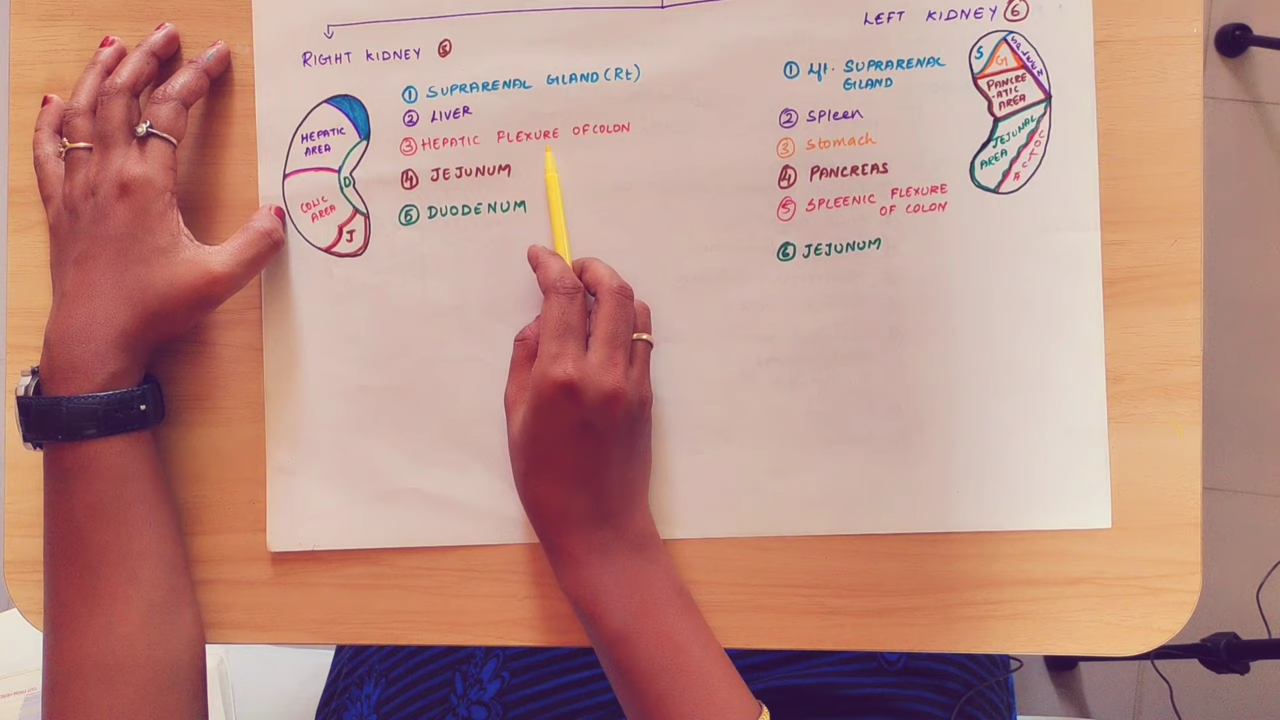 LEFT KIDNEY 6
RIGHT KIDNEY 5
① SUPRARENAL GLAND (Rt)
② LIVER
③ HEPATIC FLEXURE OF COLON
④ JEJUNUM
⑤ DUODENUM
HEPATIC
AREA
COLIC
AREA
D
J
① SUPRARENAL
GLAND
② Spleen
③ Stomach
④ PANCREAS
⑤ SPLEENIC FLEXURE
OF COLON
⑥ JEJUNUM
S
G
PANCRE
-ATIC
AREA
JEJUNAL
AREA